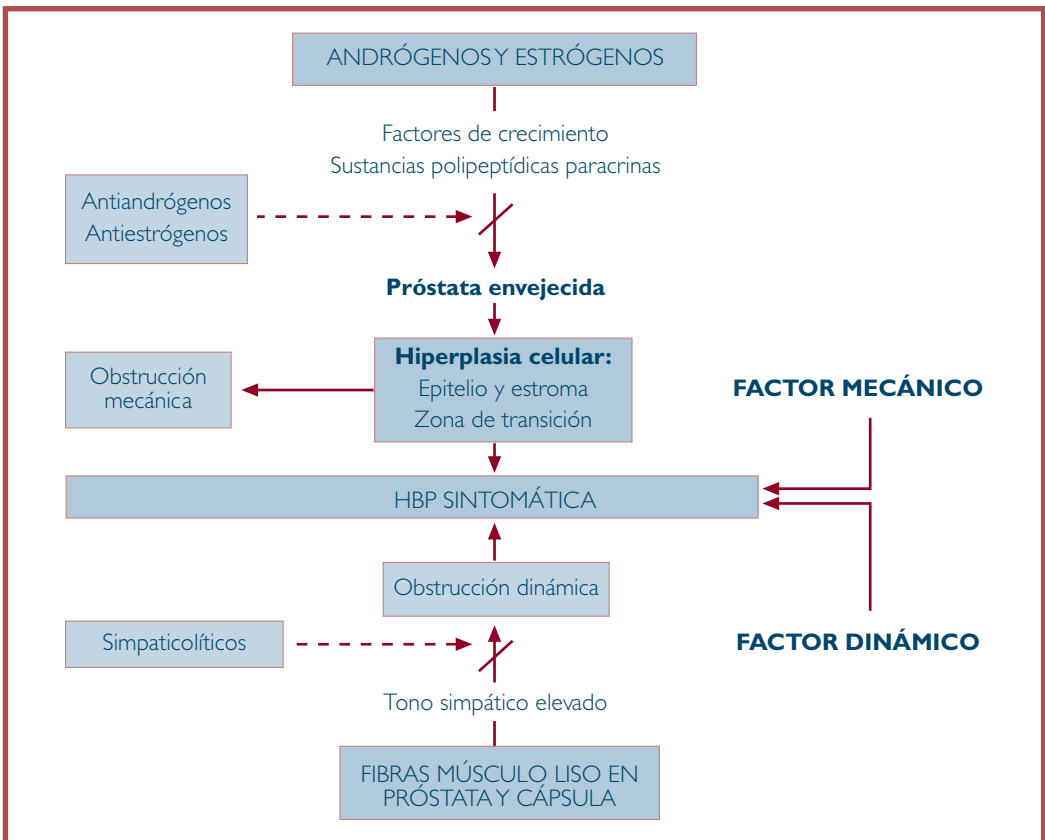 ANDRÓGENOS Y ESTRÓGENOS
Factores de crecimiento
Sustancias polipeptídicas paracrinas
Antiandrógenos
Antiestrógenos
Próstata envejecida
Hiperplasia celular:
Epitelio y estroma
Zona de transición
Obstrucción
mecánica
FACTOR MECÁNICO
HBP SINTOMÁTICA
Obstrucción dinámica
Simpaticolíticos
FACTOR DINÁMICO
Tono simpático elevado
FIBRAS MÚSCULO LISO EN
PRÓSTATA Y CÁPSULA